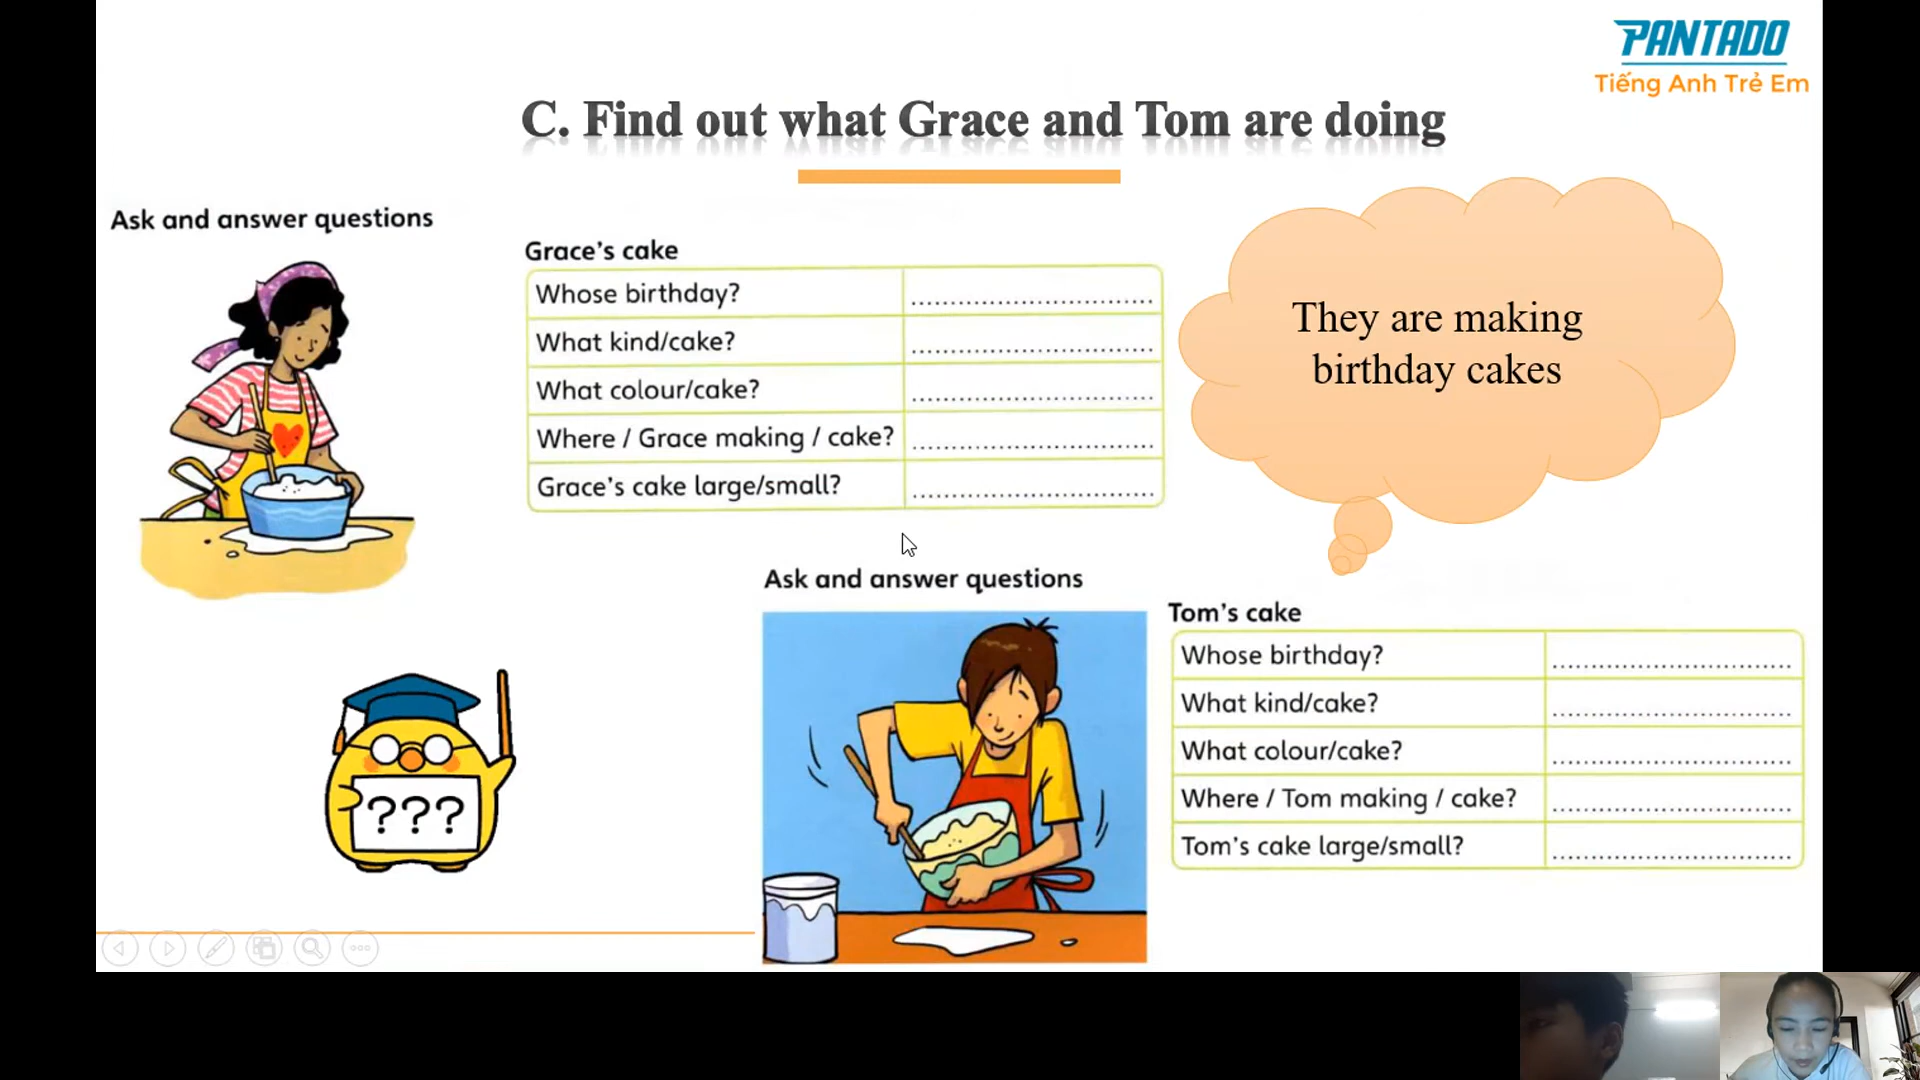 PANTADO
Tiếng Anh Trẻ Em
C. Find out what Grace and Tom are doing
Ask and answer questions
Grace's cake
Whose birthday? ..............................
What kind/cake? ..............................
What colour/cake? ..............................
Where / Grace making / cake? ..............................
Grace's cake large/small? ..............................
They are making
birthday cakes
Ask and answer questions
Tom's cake
Whose birthday? ..............................
What kind/cake? ..............................
What colour/cake? ..............................
Where / Tom making / cake? ..............................
Tom's cake large/small? ..............................
???